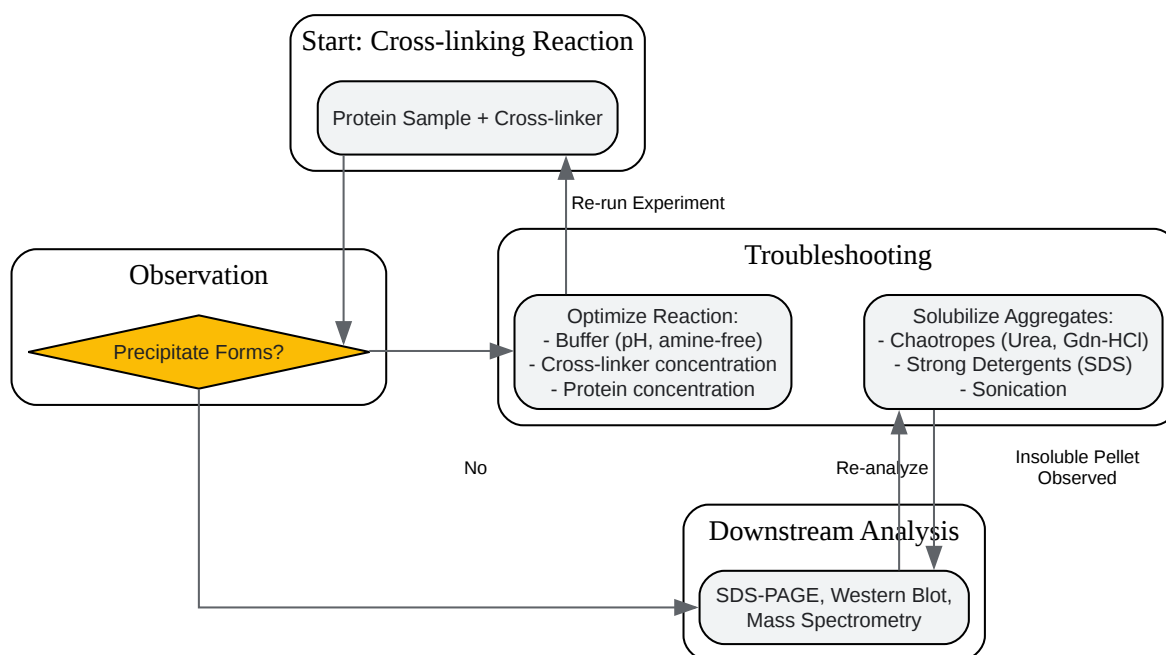 Start: Cross-linking Reaction
Protein Sample + Cross-linker
Re-run Experiment
Observation
Precipitate Forms?
Troubleshooting
Optimize Reaction:
- Buffer (pH, amine-free)
- Cross-linker concentration
- Protein concentration
Solubilize Aggregates:
- Chaotropes (Urea, Gdn-HCl)
- Strong Detergents (SDS)
- Sonication
No
Re-analyze
Insoluble Pellet
Observed
Downstream Analysis
SDS-PAGE, Western Blot,
Mass Spectrometry